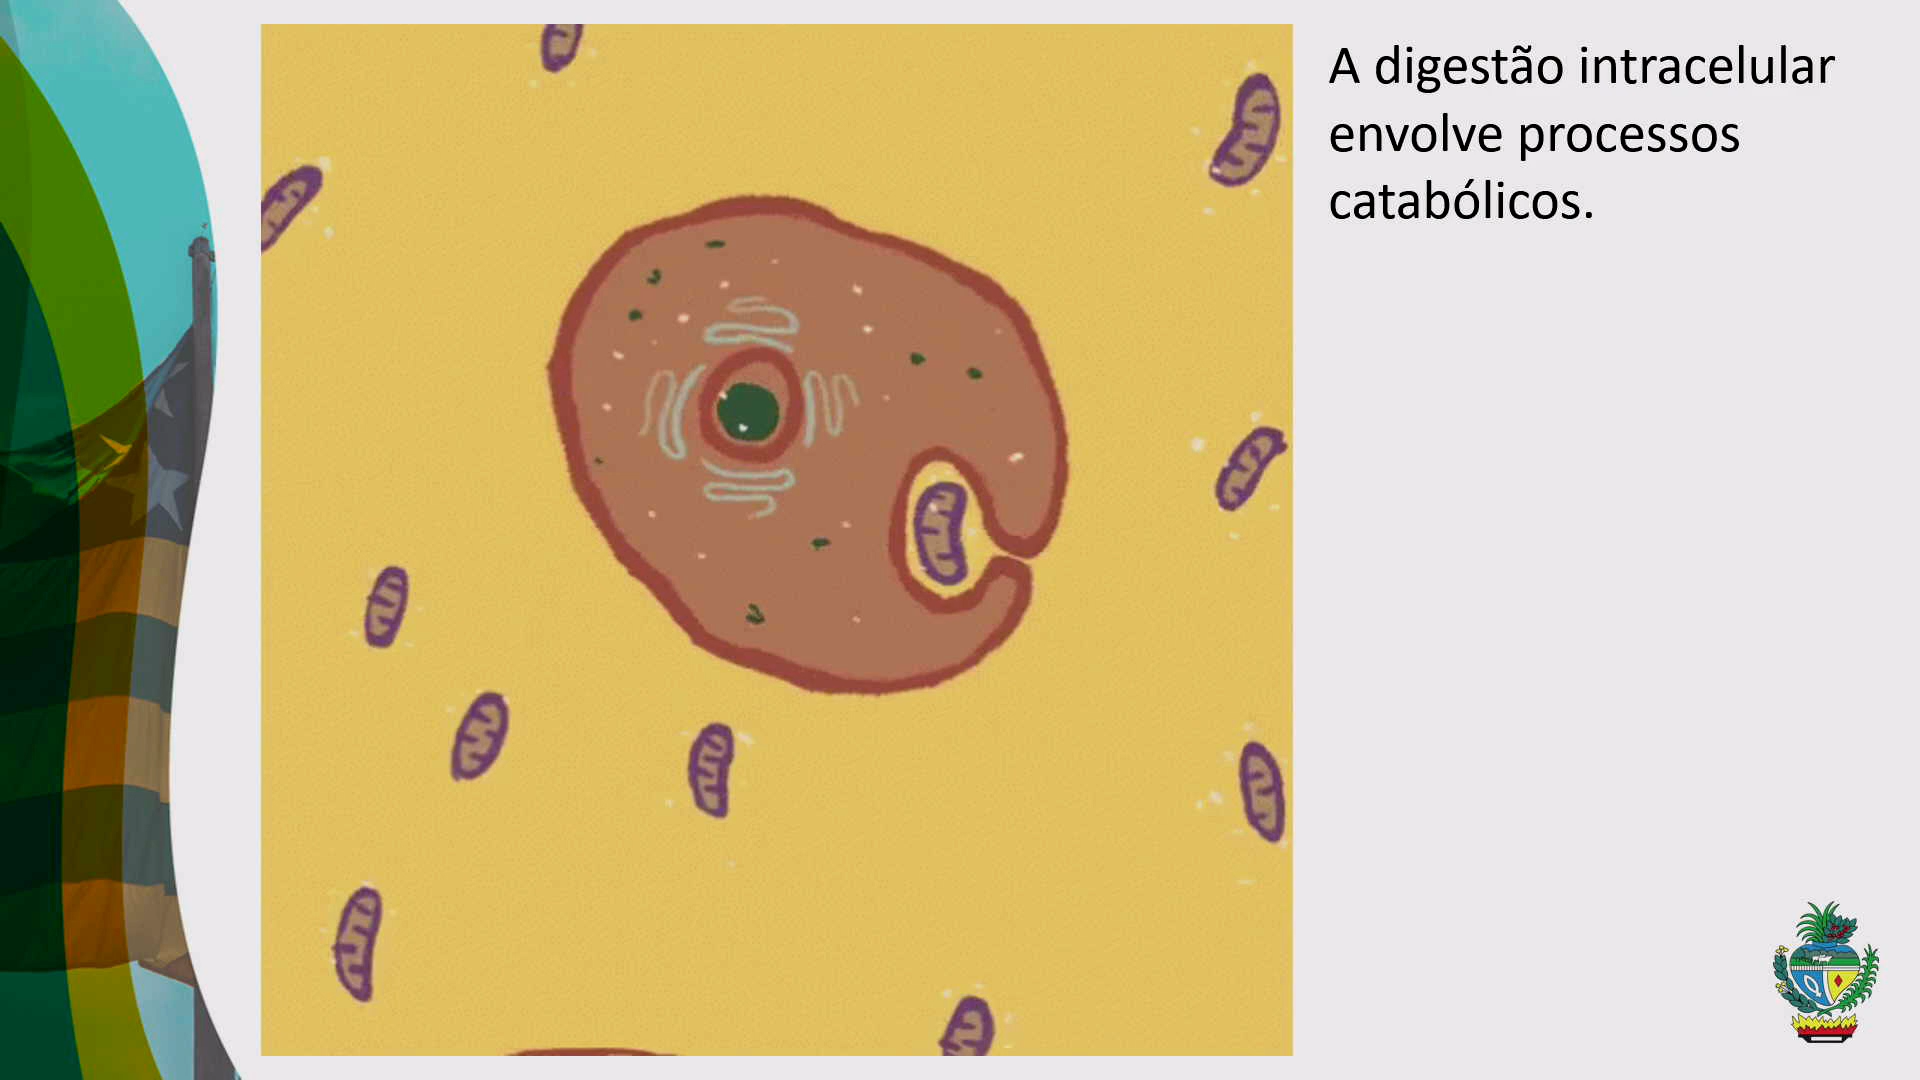 A digestão intracelular
envolve processos
catabólicos.